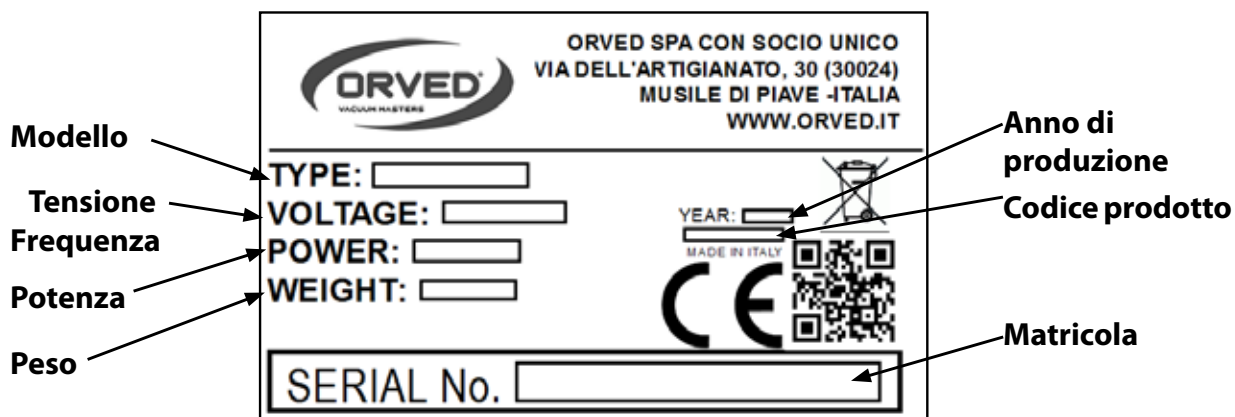 ORVED
VACUUM MASTERS
ORVED SPA CON SOCIO UNICO
VIA DELL'ARTIGIANATO, 30 (30024)
MUSILE DI PIAVE -ITALIA
WWW.ORVED.IT
Modello
Tensione
Frequenza
Potenza
Peso
TYPE:
VOLTAGE:
POWER:
WEIGHT:
YEAR:
MADE IN ITALY
CE
SERIAL No.
Anno di
produzione
Codice prodotto
Matricola